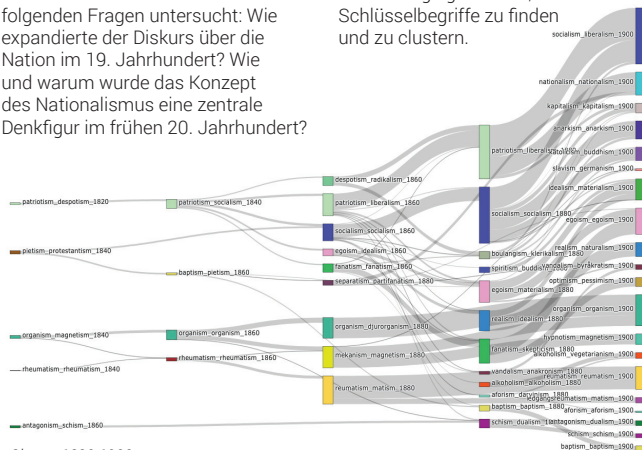 folgenden Fragen untersucht: Wie
expandierte der Diskurs über die
Nation im 19. Jahrhundert? Wie
und warum wurde das Konzept
des Nationalismus eine zentrale
Denkfigur im frühen 20. Jahrhundert?
Schlüsselbegriffe zu finden
und zu clustern.
patriotism_despotism_1820
pietism_protestantism_1840
organism_magnetism_1840
rheumatism_rheumatism_1840
antagonism_schism_1860
patriotism_socialism_1840
baptism_pietism_1860
organism_organism_1860
rheumatism_rheumatism_1860
despotism_radikalism_1860
patriotism_liberalism_1860
socialism_socialism_1860
egoism_idealism_1860
fanatism_fanatism_1860
separatism_partifanatism_1880
organism_djurorganism_1880
mekanism_magnetism_1880
reumatism_matism_1880
patriotism_liberalism_1880
socialism_socialism_1880
boulangism_klerikalism_1880
spiritism_buddhism_1880
egoism_materialism_1880
realism_idealism_1880
fanatism_skepticism_1880
vandalism_anakronism_1880
alkoholism_alkoholism_1880
aforism_darvinism_1880
baptism_baptism_1880
schism_dualism_1880
socialism_liberalism_1900
nationalism_nationalism_1900
kapitalism_kapitalism_1900
anarkism_anarkism_1900
buddhism_1900
slavism_germanism_1900
idealism_materialism_1900
egoism_egoism_1900
realism_naturalism_1900
vandalism_byråkratism_1900
optimism_pessimism_1900
organism_organism_1900
hypnotism_magnetism_1900
alkoholism_vegetarianism_1900
reumatism_reumatism_1900
ledgångsreumatism_matism_1900
aforism_aforism_1900
antagonism_dualism_1900
schism_schism_1900
baptism_baptism_1900